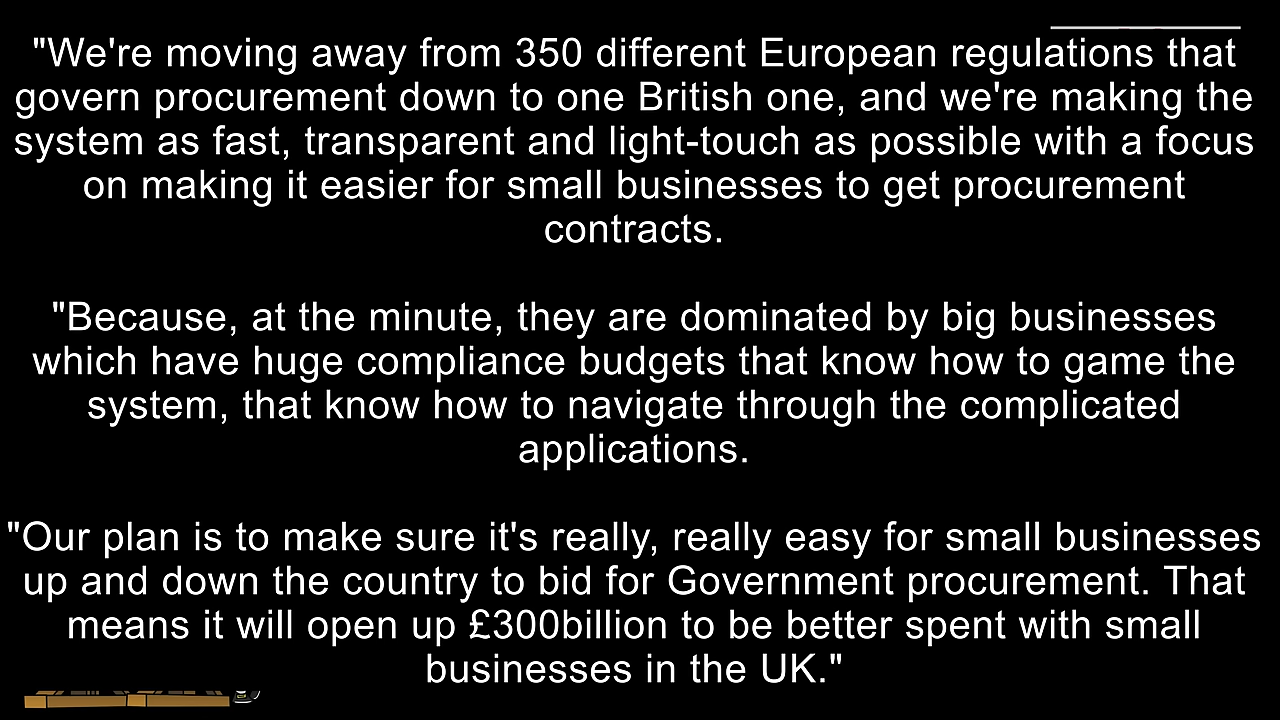 "We're moving away from 350 different European regulations that
govern procurement down to one British one, and we're making the
system as fast, transparent and light-touch as possible with a focus
on making it easier for small businesses to get procurement
contracts.
"Because, at the minute, they are dominated by big businesses
which have huge compliance budgets that know how to game the
system, that know how to navigate through the complicated
applications.
"Our plan is to make sure it's really, really easy for small businesses
up and down the country to bid for Government procurement. That
means it will open up £300billion to be better spent with small
businesses in the UK."